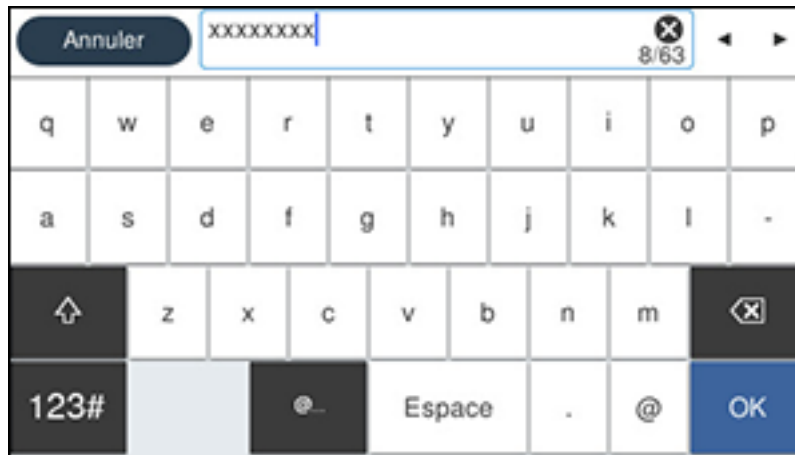 Annuler xxxxxxxx 8/63
q w e r t y u i o p
a s d f g h j k l -
z x c v b n m
123# @... Espace . @ OK